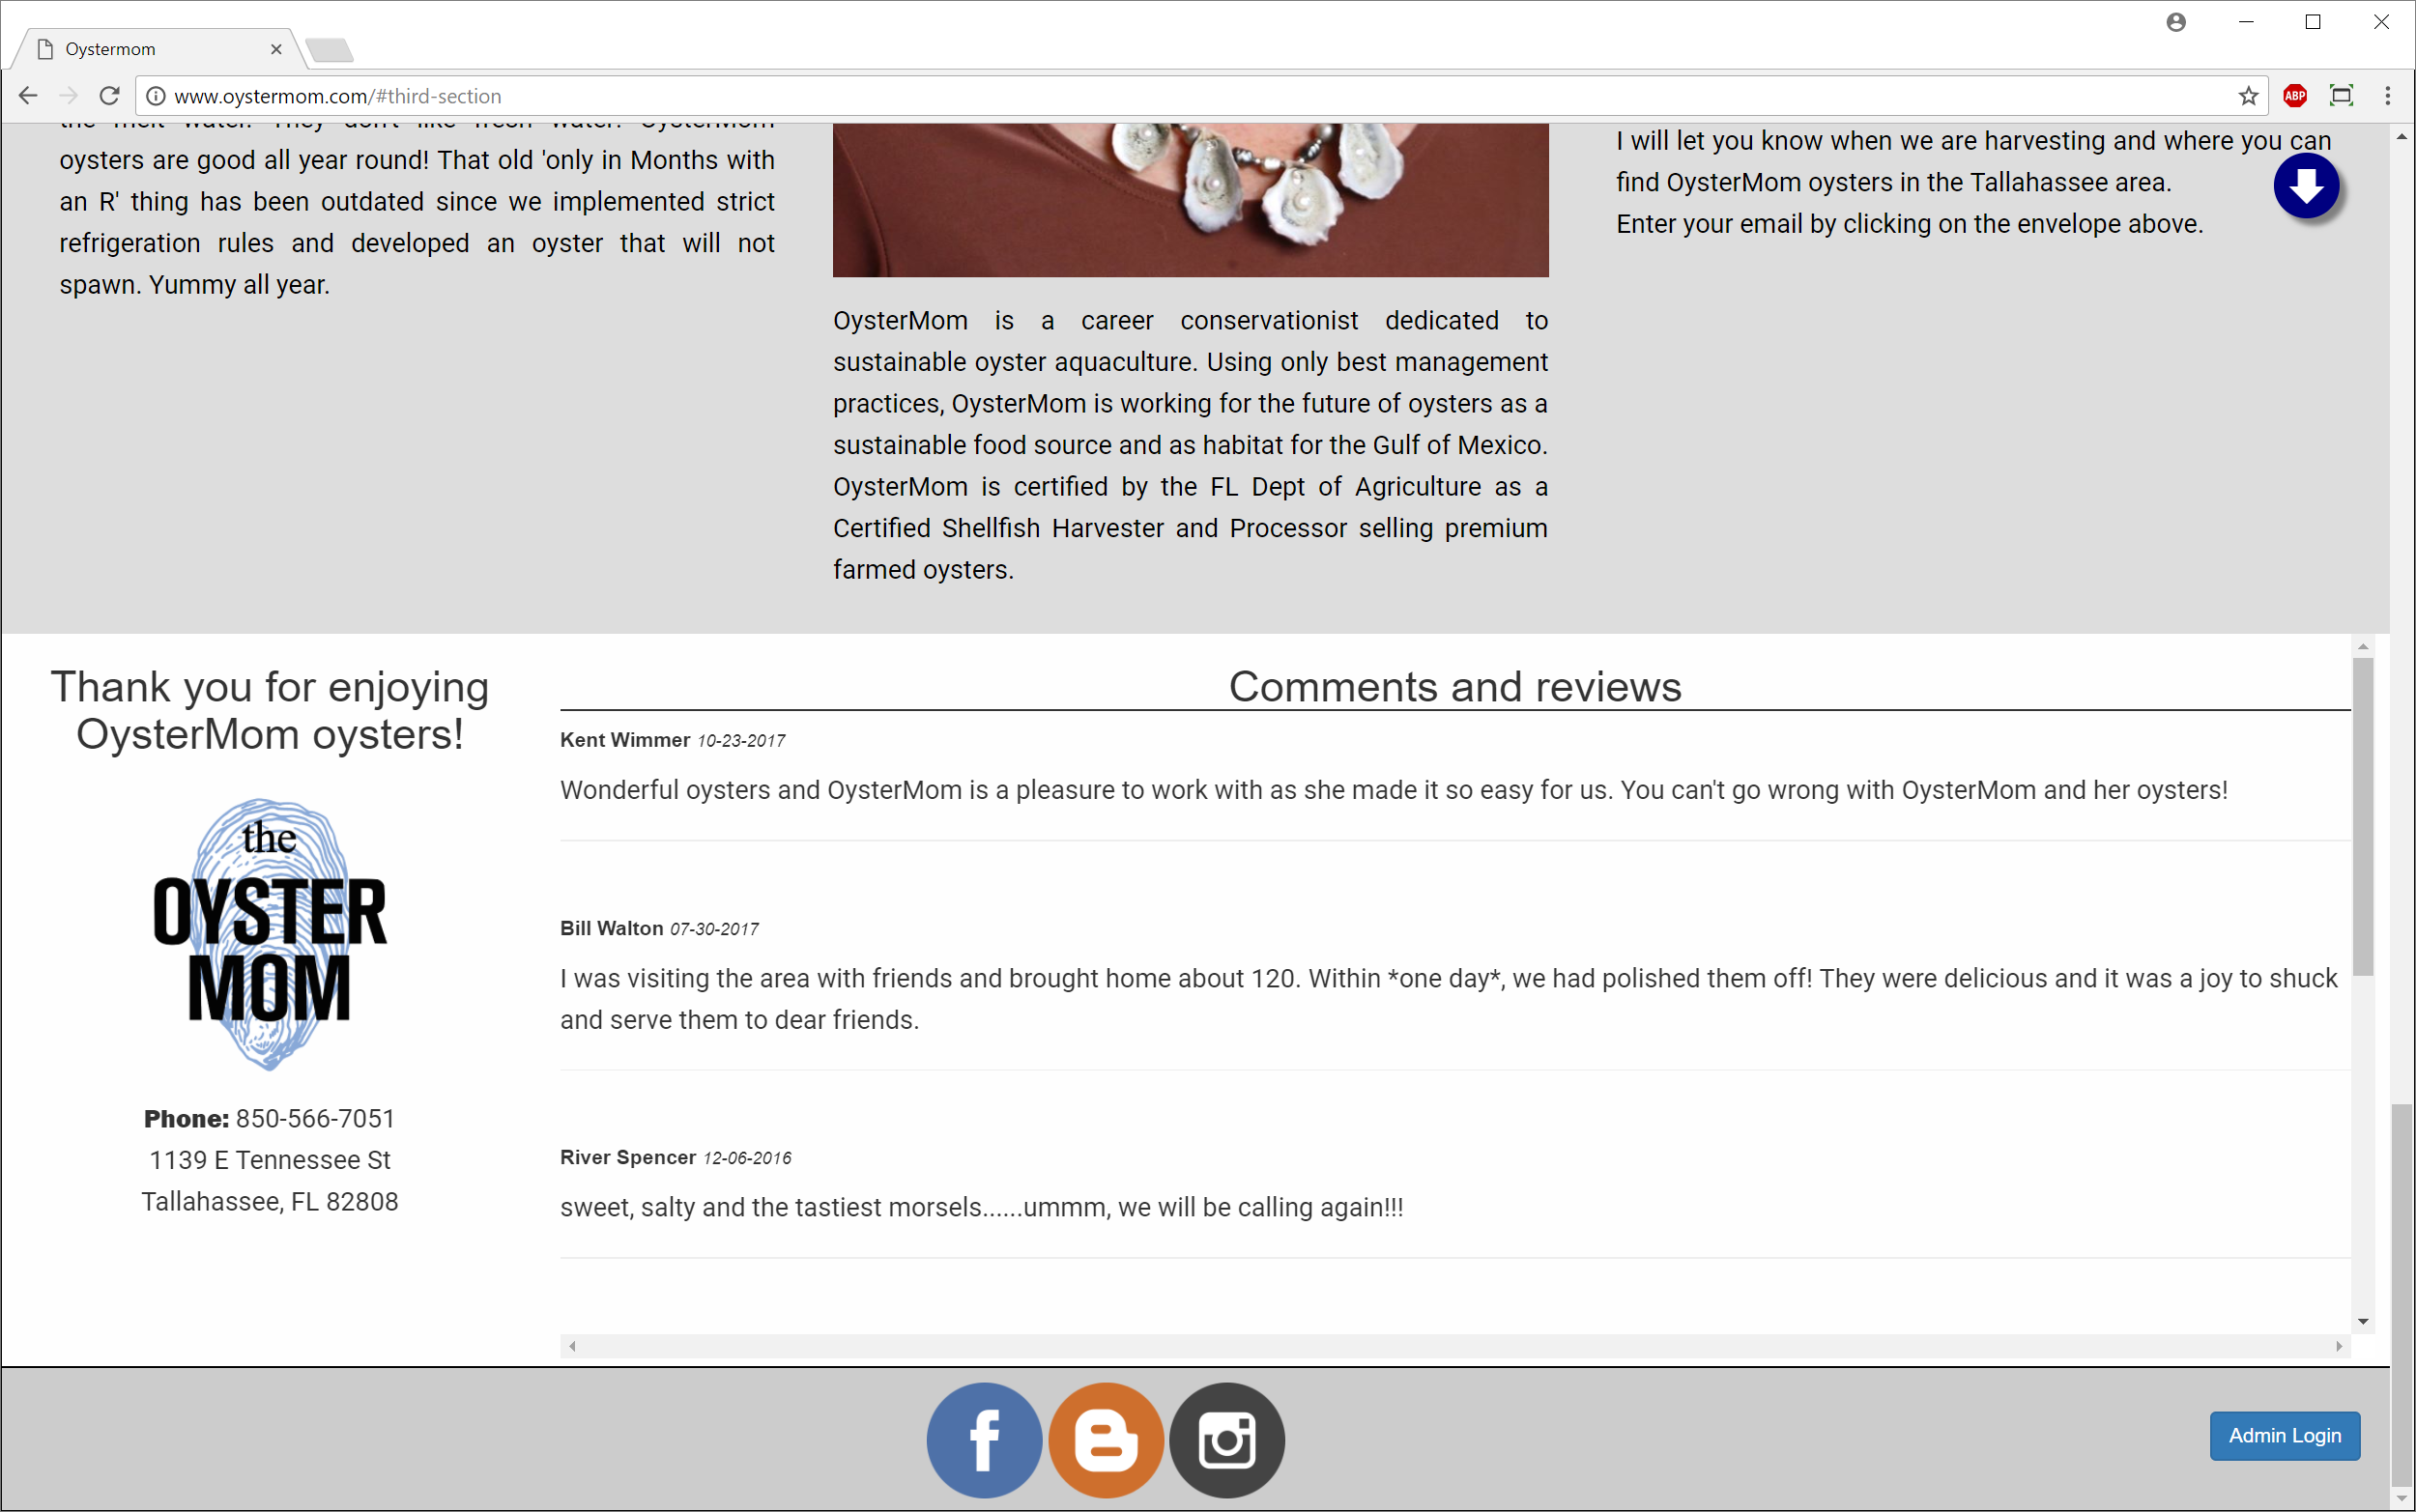 Oystermom
www.oystermom.com/#third-section
ABP
the melt water. They don't like fresh water! OysterMom
oysters are good all year round! That old 'only in Months with
an R' thing has been outdated since we implemented strict
refrigeration rules and developed an oyster that will not
spawn. Yummy all year.
OysterMom is a career conservationist dedicated to
sustainable oyster aquaculture. Using only best management
practices, OysterMom is working for the future of oysters as a
sustainable food source and as habitat for the Gulf of Mexico.
OysterMom is certified by the FL Dept of Agriculture as a
Certified Shellfish Harvester and Processor selling premium
farmed oysters.
I will let you know when we are harvesting and where you can
find OysterMom oysters in the Tallahassee area.
Enter your email by clicking on the envelope above.
Thank you for enjoying
OysterMom oysters!
the
OYSTER
MOM
Phone: 850-566-7051
1139 E Tennessee St
Tallahassee, FL 82808
Comments and reviews
Kent Wimmer 10-23-2017
Wonderful oysters and OysterMom is a pleasure to work with as she made it so easy for us. You can't go wrong with OysterMom and her oysters!
Bill Walton 07-30-2017
I was visiting the area with friends and brought home about 120. Within *one day*, we had polished them off! They were delicious and it was a joy to shuck
and serve them to dear friends.
River Spencer 12-06-2016
sweet, salty and the tastiest morsels......ummm, we will be calling again!!!
Admin Login